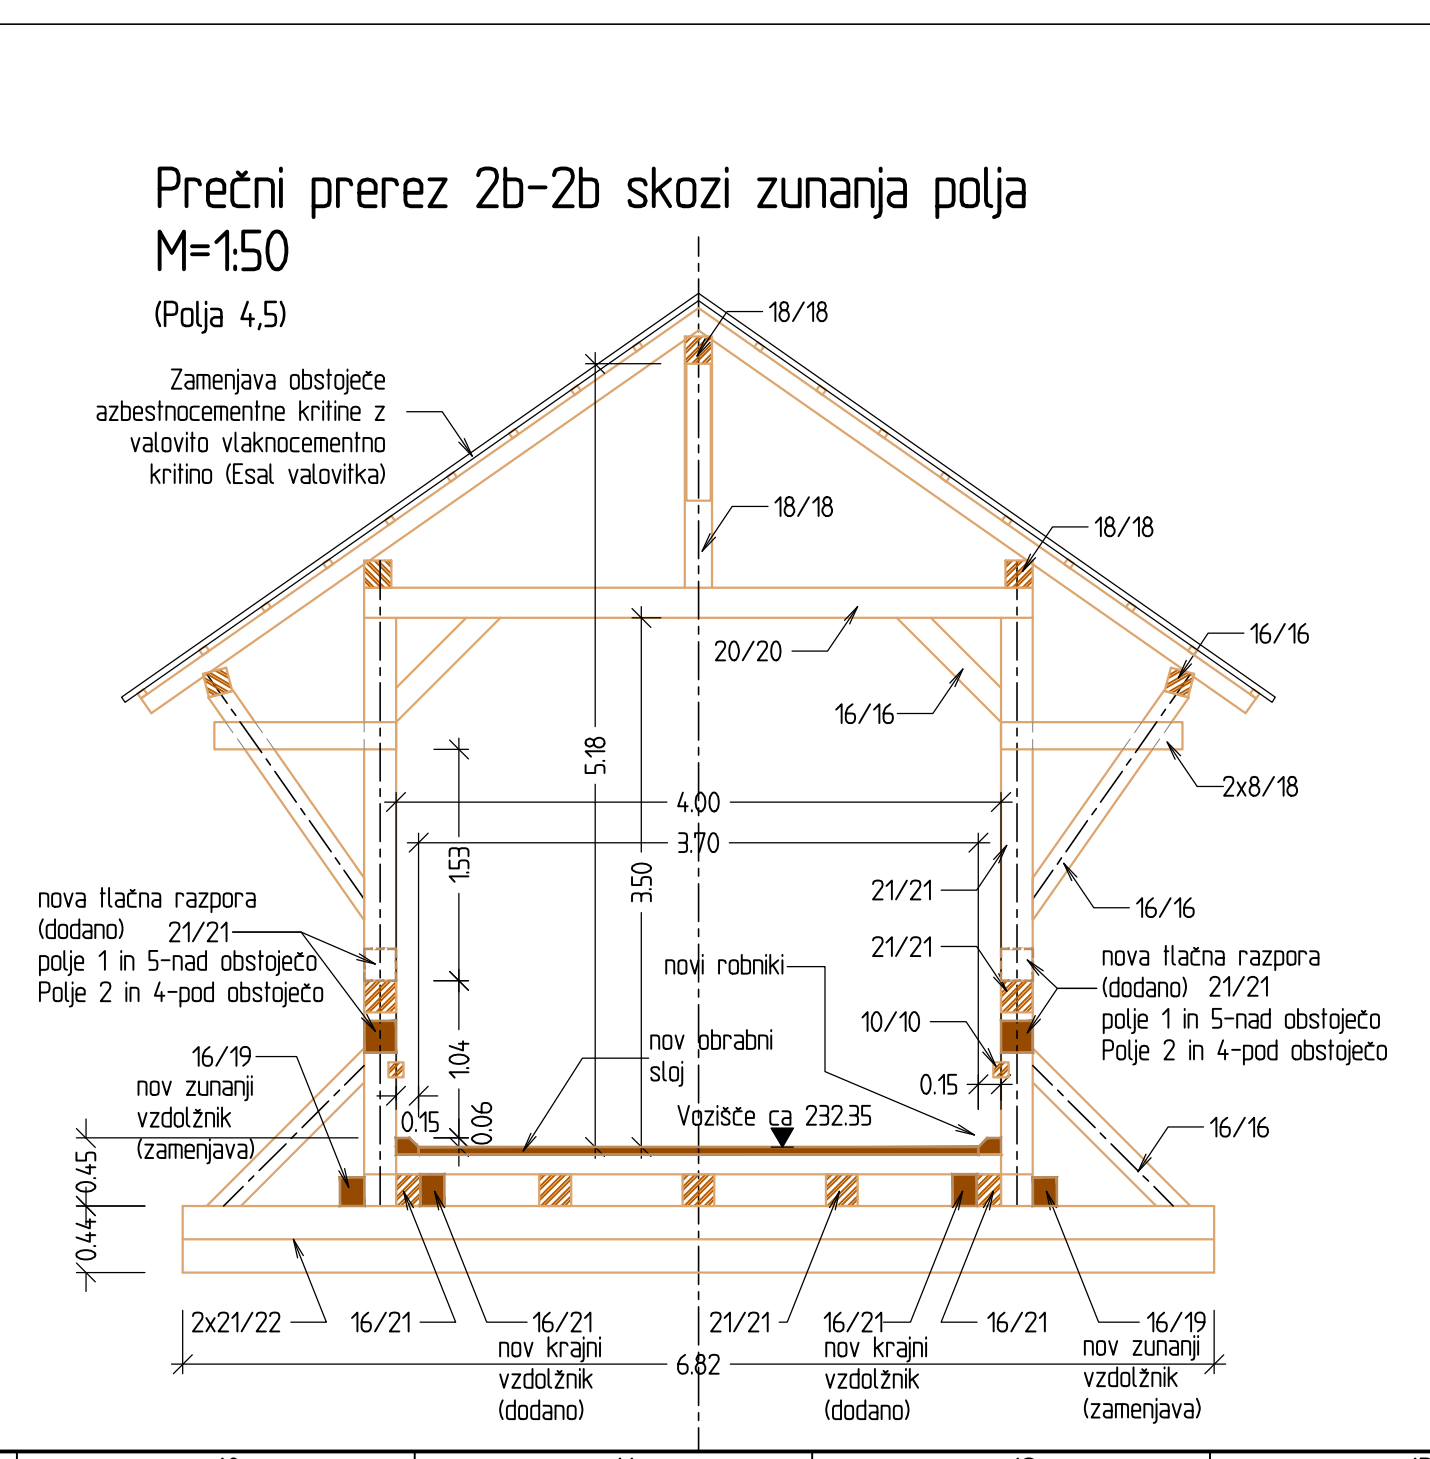 Prečni prerez 2b-2b skozi zunanja polja
M=1:50
(Polja 4,5)
18/18
Zamenjava obstoječe
azbestnocementne kritine z
valovito vlaknocementno
kritino (Esal valovitka)
18/18
18/18
16/16
20/20
16/16
5.18
2x8/18
4.00
3.70
1.53
3.50
21/21
16/16
nova tlačna razpora
(dodano) 21/21
polje 1 in 5-nad obstoječo
Polje 2 in 4-pod obstoječo
21/21
novi robniki
nova tlačna razpora
(dodano) 21/21
polje 1 in 5-nad obstoječo
Polje 2 in 4-pod obstoječo
10/10
nov obrabni
sloj
1.04
16/19
nov zunanji
vzdolžnik
(zamenjava)
0.15
0.15
0.06
Vozišče ca 232.35
16/16
0.45
0.44
2x21/22
16/21
16/21
nov krajni
vzdolžnik
(dodano)
6.82
21/21
16/21
nov krajni
vzdolžnik
(dodano)
16/21
16/19
nov zunanji
vzdolžnik
(zamenjava)